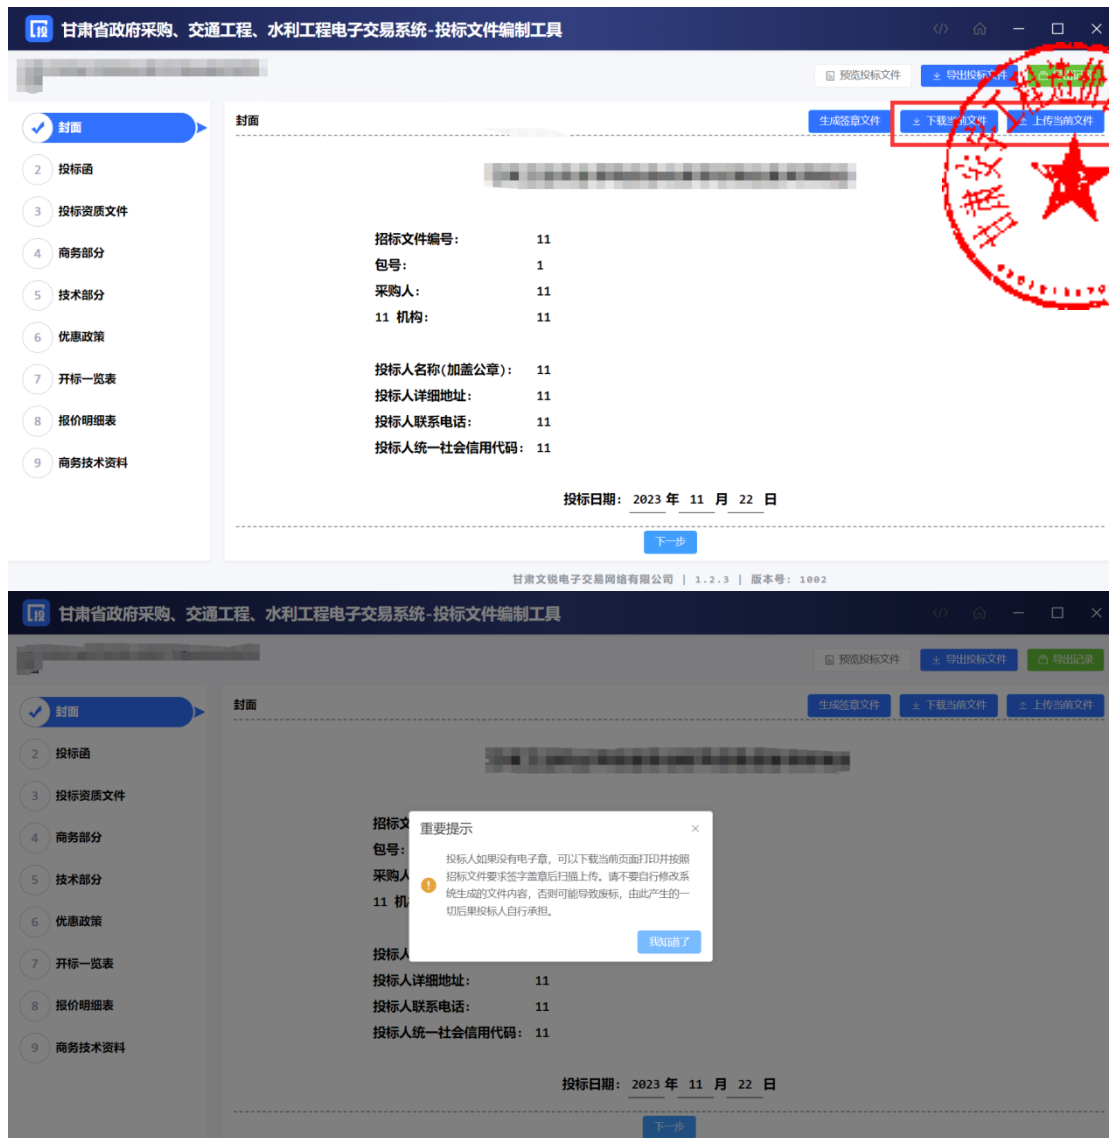 甘肃省政府采购、交通工程、水利工程电子交易系统-投标文件编制工具
预览投标文件 导出投标文件
封面 封面 生成签章文件 下载当前文件 上传当前文件
2 投标函
3 投标资质文件
招标文件编号: 11
4 商务部分
包号: 1
5 技术部分 采购人: 11
11 机构: 11
6 优惠政策
7 开标一览表 投标人名称(加盖公章): 11
投标人详细地址: 11
8 报价明细表 投标人联系电话: 11
投标人统一社会信用代码: 11
9 商务技术资料
投标日期: 2023 年 11 月 22 日
下一步
甘肃文锐电子交易网络有限公司 | 1.2.3 | 版本号: 1002
甘肃省政府采购、交通工程、水利工程电子交易系统-投标文件编制工具
预览投标文件 导出投标文件 导出记录
封面 封面 生成签章文件 下载当前文件 上传当前文件
2 投标函
3 投标资质文件
招标文
重要提示
4 商务部分
包号:
投标人如果没有电子章，可以下载当前页面打印并按照
招标文件要求签字盖章后扫描上传。请不要自行修改系
统生成的文件内容，否则可能导致废标，由此产生的一
切后果投标人自行承担。
5 技术部分 采购人
11 机
6 优惠政策
我知道了
7 开标一览表 投标人
投标人详细地址: 11
8 报价明细表 投标人联系电话: 11
投标人统一社会信用代码: 11
9 商务技术资料
投标日期: 2023 年 11 月 22 日
下一步